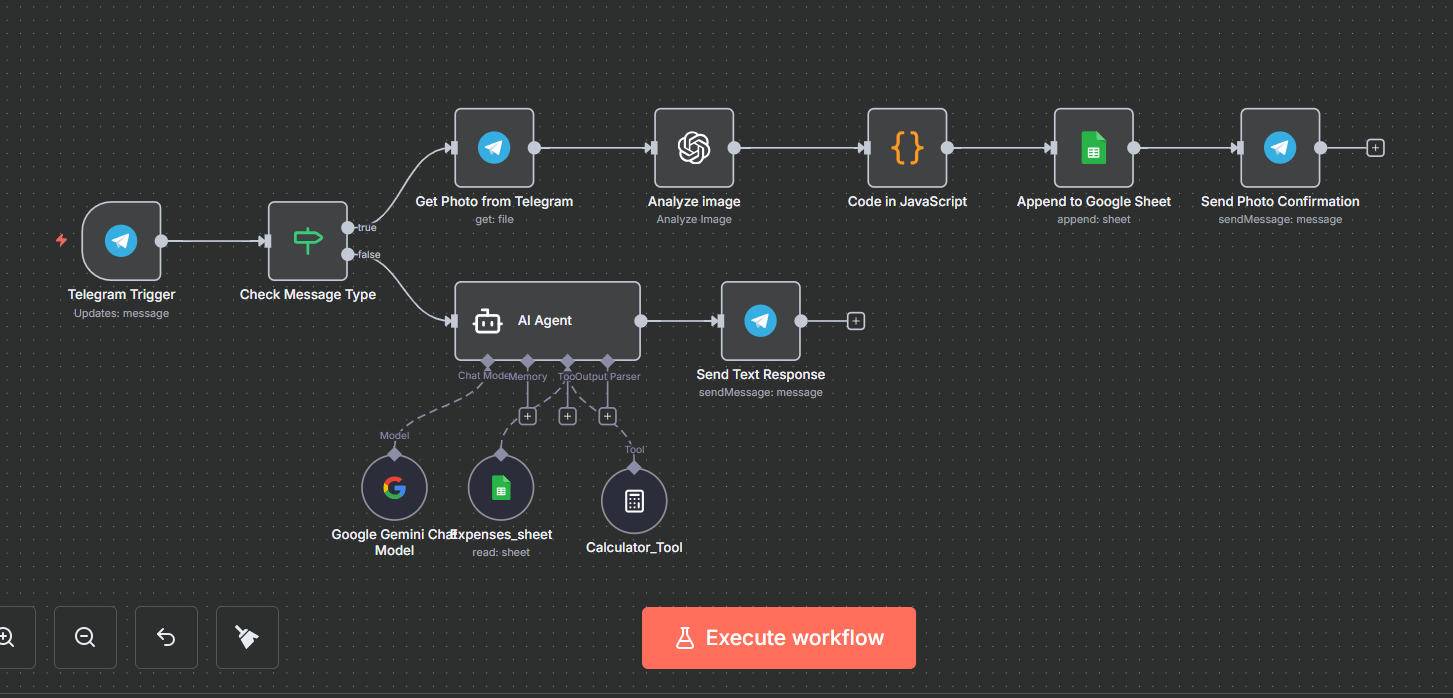 Get Photo from Telegram
get: file
Analyze image
Analyze Image
Code in JavaScript
Append to Google Sheet
append: sheet
Send Photo Confirmation
sendMessage: message
true
false
Telegram Trigger
Updates: message
Check Message Type
AI Agent
Send Text Response
sendMessage: message
Chat Mode
Memory
Too
Output Parser
Model
Tool
Google Gemini Cha
Model
Expenses_sheet
read: sheet
Calculator_Tool
Execute workflow